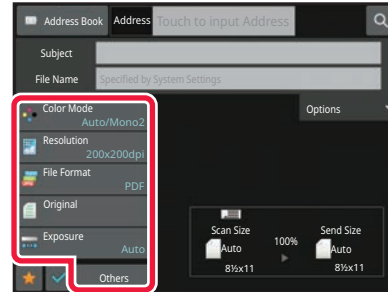 Address Book Address Touch to input Address
Subject
File Name Specified by System Settings
Color Mode
Auto/Mono2
Options
Resolution
200x200dpi
File Format
PDF
Original
Exposure
Auto
Others
Scan Size
Auto
8½x11
100%
Send Size
Auto
8½x11